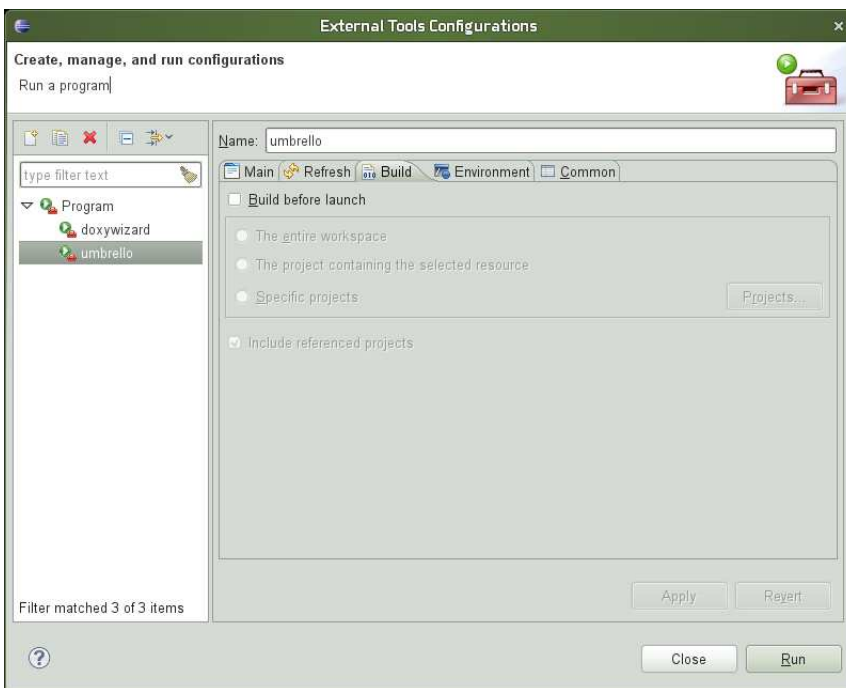 External Tools Configurations
Create, manage, and run configurations
Run a program
Name: umbrello
type filter text
Main Refresh Build Environment Common
Program
doxywizard
umbrello
Build before launch
The entire workspace
The project containing the selected resource
Specific projects
Projects...
Include referenced projects
Filter matched 3 of 3 items
Apply Revert
? Close Run